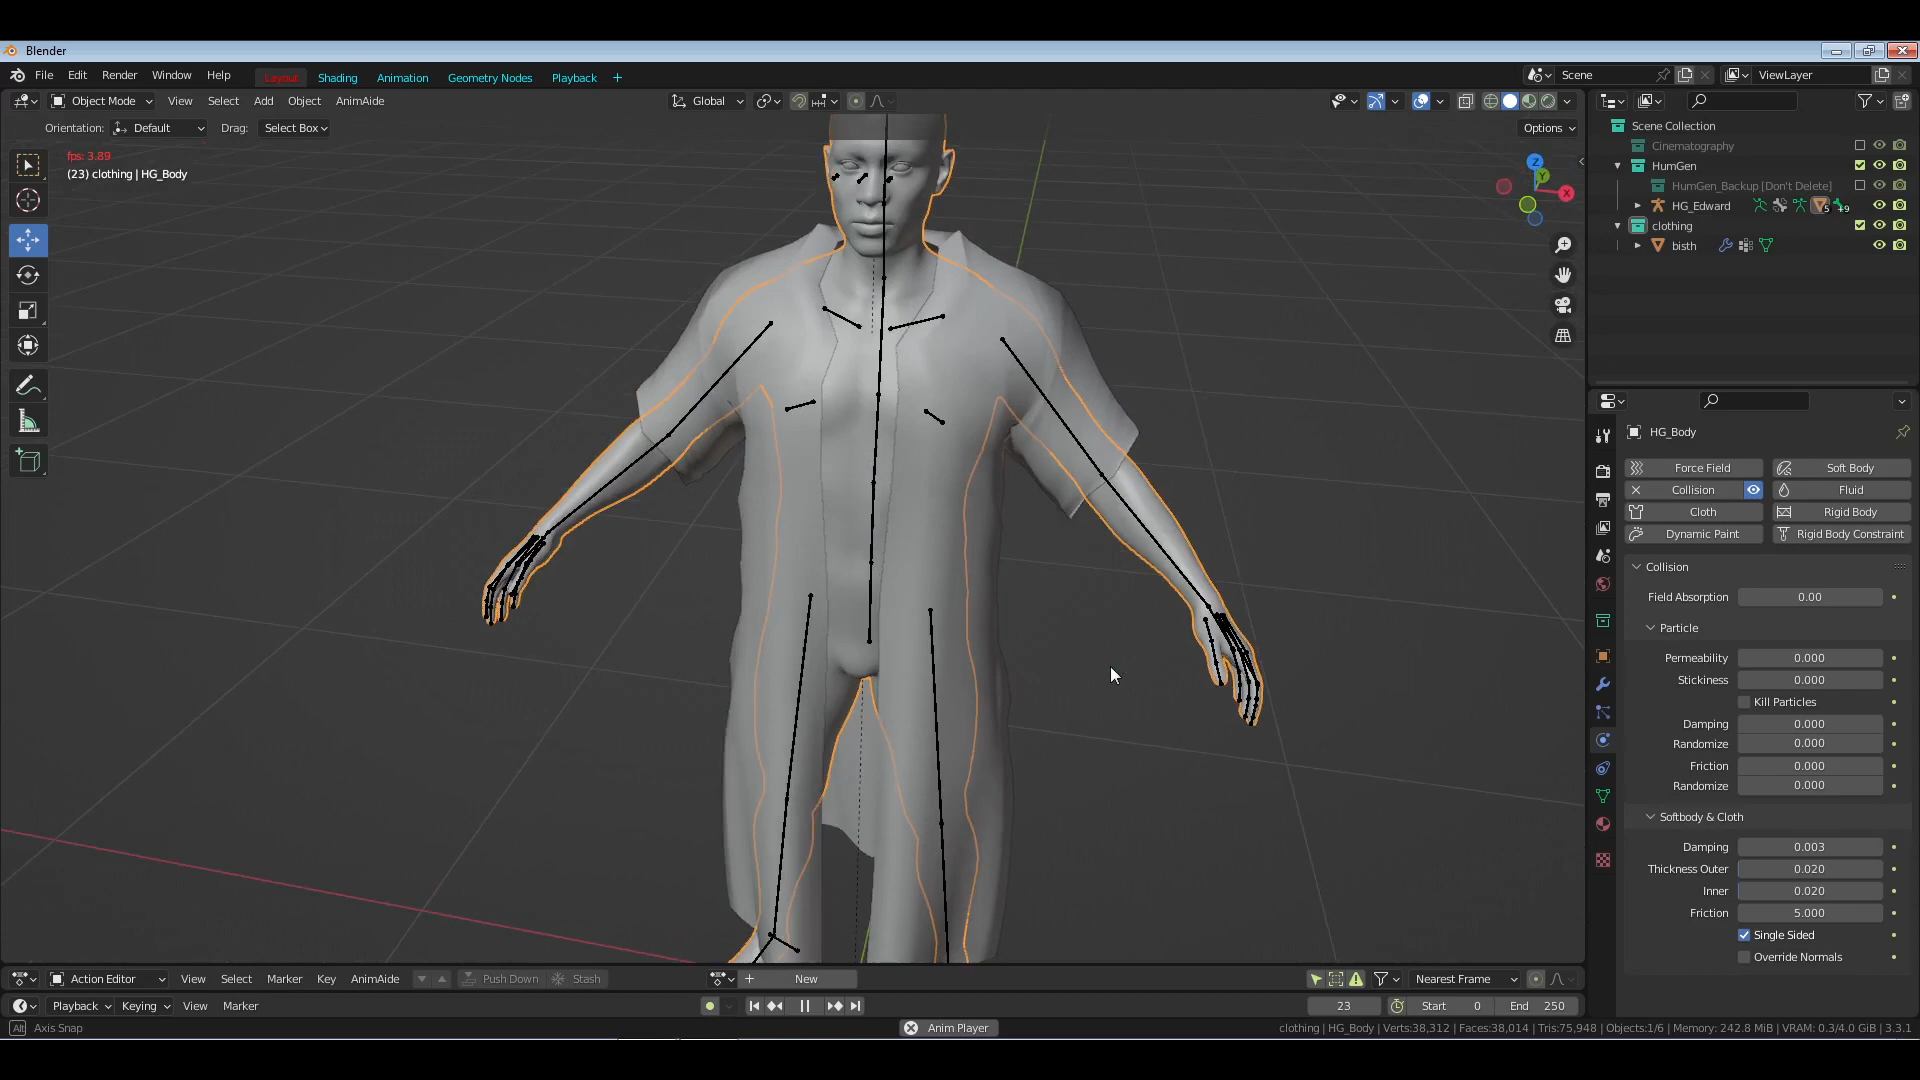 Blender
File Edit Render Window Help Layout Shading Animation Geometry Nodes Playback + Scene ViewLayer
Object Mode View Select Add Object AnimAide Global
Orientation: Default Drag: Select Box Options
fps: 3.89
(23) clothing | HG_Body
Z
Y
X
Scene Collection
Cinematography
HumGen
HumGen_Backup [Don't Delete]
HG_Edward 5 +9
clothing
bisth
HG_Body
Force Field Soft Body
Collision Fluid
Cloth Rigid Body
Dynamic Paint Rigid Body Constraint
Collision
Field Absorption 0.00
Particle
Permeability 0.000
Stickiness 0.000
Kill Particles
Damping 0.000
Randomize 0.000
Friction 0.000
Randomize 0.000
Softbody & Cloth
Damping 0.003
Thickness Outer 0.020
Inner 0.020
Friction 5.000
Single Sided
Override Normals
Action Editor View Select Marker Key AnimAide Push Down Stash + New Nearest Frame
Playback Keying View Marker 23 Start 0 End 250
Alt Axis Snap Anim Player clothing | HG_Body | Verts:38,312 | Faces:38,014 | Tris:75,948 | Objects:1/6 | Memory: 242.8 MiB | VRAM: 0.3/4.0 GiB | 3.3.1